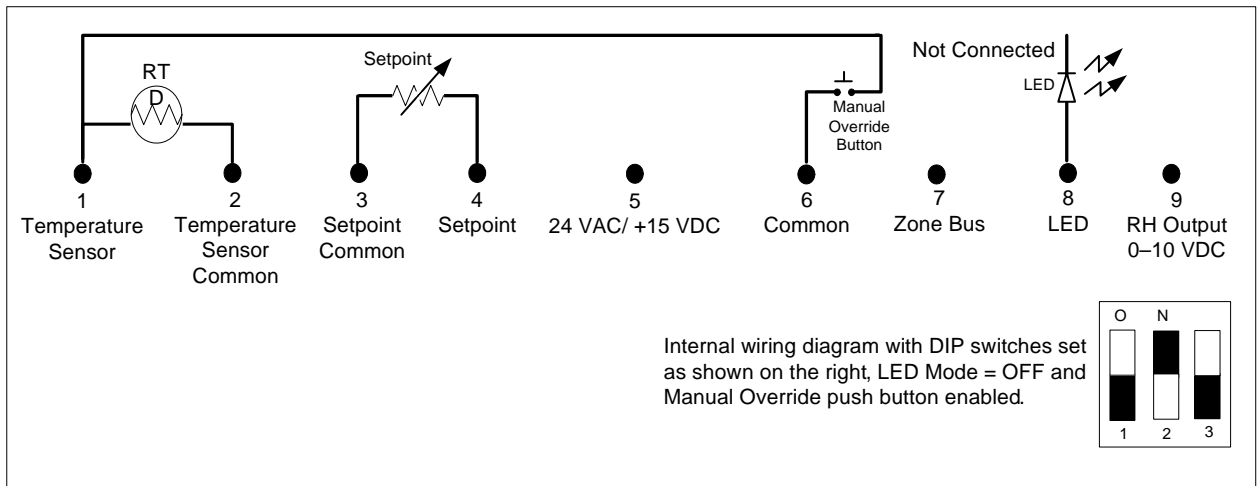 Setpoint
Not Connected
RT
D
LED
Manual
Override
Button
1
Temperature
Sensor
2
Temperature
Sensor
Common
3
Setpoint
Common
4
Setpoint
5
24 VAC/ +15 VDC
6
Common
7
Zone Bus
8
LED
9
RH Output
0–10 VDC
Internal wiring diagram with DIP switches set
as shown on the right, LED Mode = OFF and
Manual Override push button enabled.
O N
1 2 3